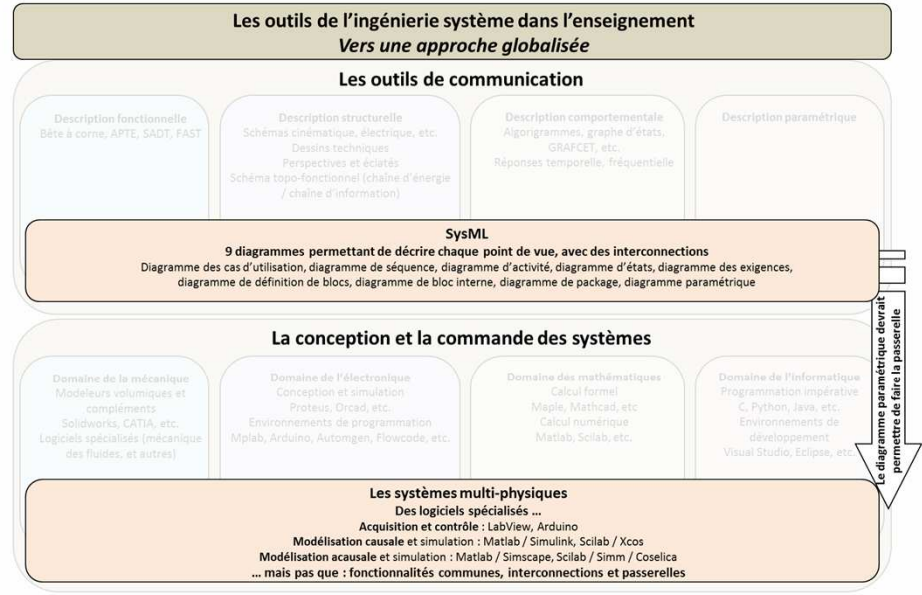 Les outils de l’ingénierie système dans l’enseignement
Vers une approche globalisée
Les outils de communication
Description fonctionnelle
Bête à corne, APTE, SADT, FAST
Description structurelle
Schémas cinématique, électrique, etc.
Dessins techniques
Perspectives et éclatés
Schéma topo-fonctionnel (chaîne d’énergie
/ chaîne d’information)
Description comportementale
Algorigrammes, graphe d’états,
GRAFCET, etc.
Réponses temporelle, fréquentielle
Description paramétrique
SysML
9 diagrammes permettant de décrire chaque point de vue, avec des interconnections
Diagramme des cas d’utilisation, diagramme de séquence, diagramme d’activité, diagramme d’états, diagramme des exigences,
diagramme de définition de blocs, diagramme de bloc interne, diagramme de package, diagramme paramétrique
Le diagramme paramétrique devrait
permettre de faire la passerelle
La conception et la commande des systèmes
Domaine de la mécanique
Modeleurs volumiques et
compléments
Solidworks, CATIA, etc.
Logiciels spécialisés (mécanique
des fluides, et autres)
Domaine de l’électronique
Conception et simulation
Proteus, Orcad, etc.
Environnements de programmation
Mplab, Arduino, Automgen, Flowcode, etc.
Domaine des mathématiques
Calcul formel
Maple, Mathcad, etc
Calcul numérique
Matlab, Scilab, etc.
Domaine de l’informatique
Programmation impérative
C, Python, Java, etc.
Environnements de
développement
Visual Studio, Eclipse, etc.
Les systèmes multi-physiques
Des logiciels spécialisés …
Acquisition et contrôle : LabView, Arduino
Modélisation causale et simulation : Matlab / Simulink, Scilab / Xcos
Modélisation acausale et simulation : Matlab / Simscape, Scilab / Simm / Coselica
… mais pas que : fonctionnalités communes, interconnections et passerelles